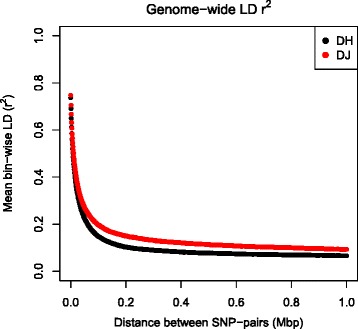 Genome-wide LD r²
DH
DJ
Mean bin-wise LD (r²)
1.0
0.8
0.6
0.4
0.2
0.0
0.0 0.2 0.4 0.6 0.8 1.0
Distance between SNP-pairs (Mbp)